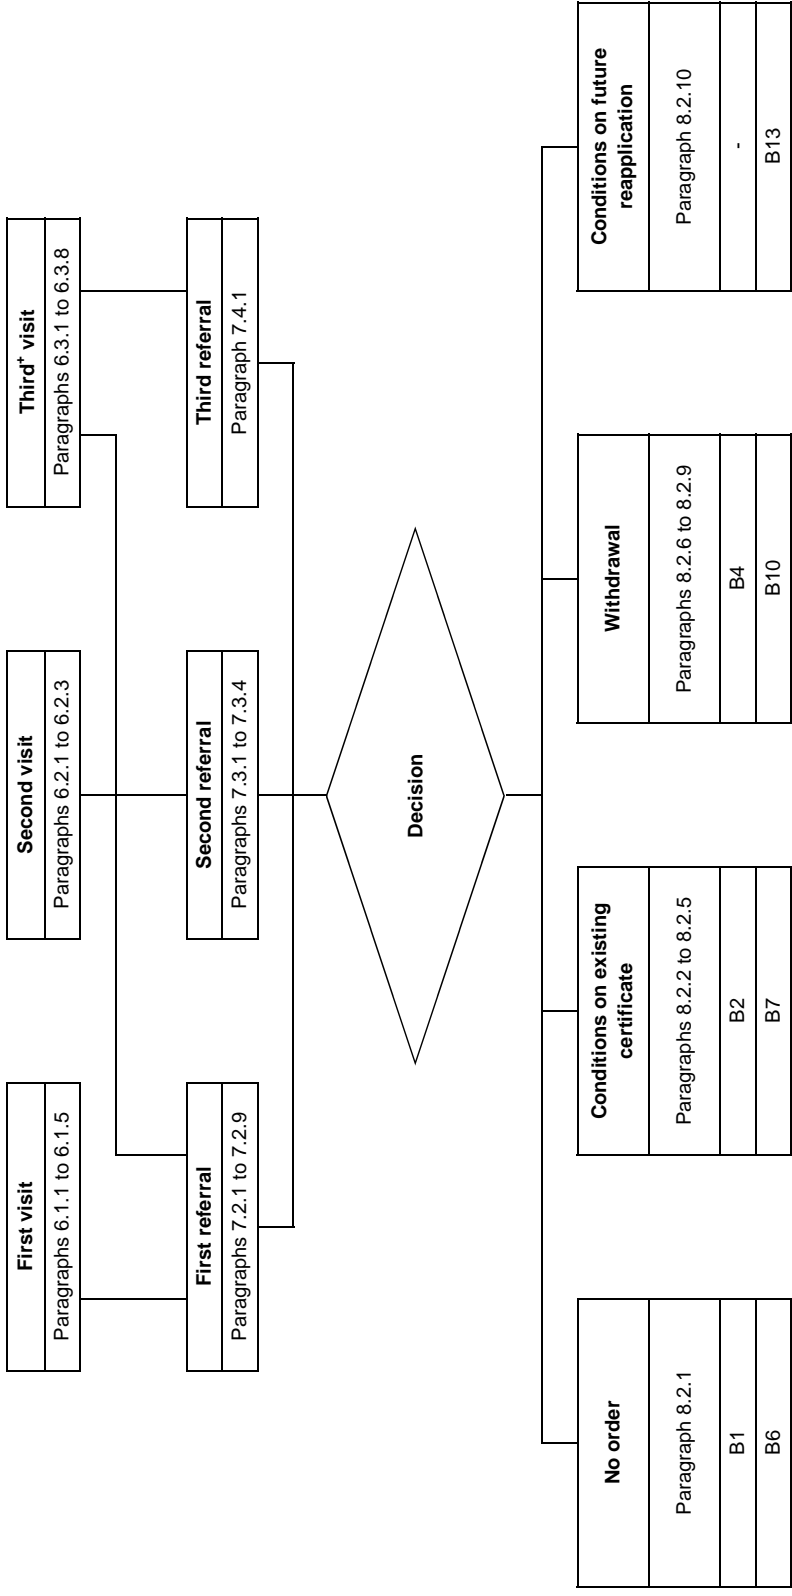 First visit
Paragraphs 6.1.1 to 6.1.5
Second visit
Paragraphs 6.2.1 to 6.2.3
Third+ visit
Paragraphs 6.3.1 to 6.3.8
First referral
Paragraphs 7.2.1 to 7.2.9
Second referral
Paragraphs 7.3.1 to 7.3.4
Third referral
Paragraph 7.4.1
Decision
No order
Paragraph 8.2.1
B1
B6
Conditions on existing
certificate
Paragraphs 8.2.2 to 8.2.5
B2
B7
Withdrawal
Paragraphs 8.2.6 to 8.2.9
B4
B10
Conditions on future
reapplication
Paragraph 8.2.10
-
B13